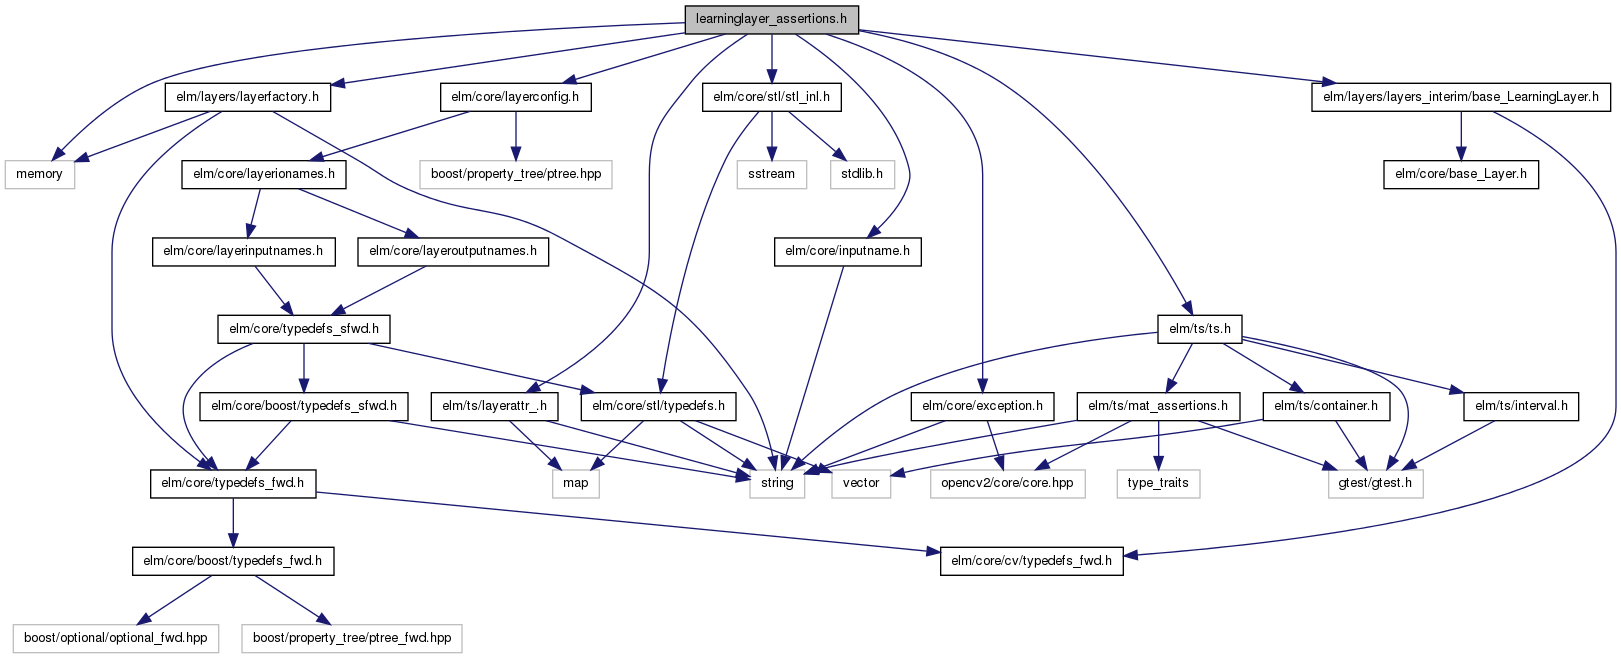 learninglayer_assertions.h
elm/layers/layerfactory.h
elm/core/layerconfig.h
elm/core/stl/stl_inl.h
elm/layers/layers_interim/base_LearningLayer.h
memory
elm/core/layerionames.h
boost/property_tree/ptree.hpp
sstream
stdlib.h
elm/core/base_Layer.h
elm/core/layerinputnames.h
elm/core/layeroutputnames.h
elm/core/inputname.h
elm/core/typedefs_sfwd.h
elm/ts/ts.h
elm/core/boost/typedefs_sfwd.h
elm/ts/layerattr_.h
elm/core/stl/typedefs.h
elm/core/exception.h
elm/ts/mat_assertions.h
elm/ts/container.h
elm/ts/interval.h
elm/core/typedefs_fwd.h
map
string
vector
opencv2/core/core.hpp
type_traits
gtest/gtest.h
elm/core/boost/typedefs_fwd.h
elm/core/cv/typedefs_fwd.h
boost/optional/optional_fwd.hpp
boost/property_tree/ptree_fwd.hpp